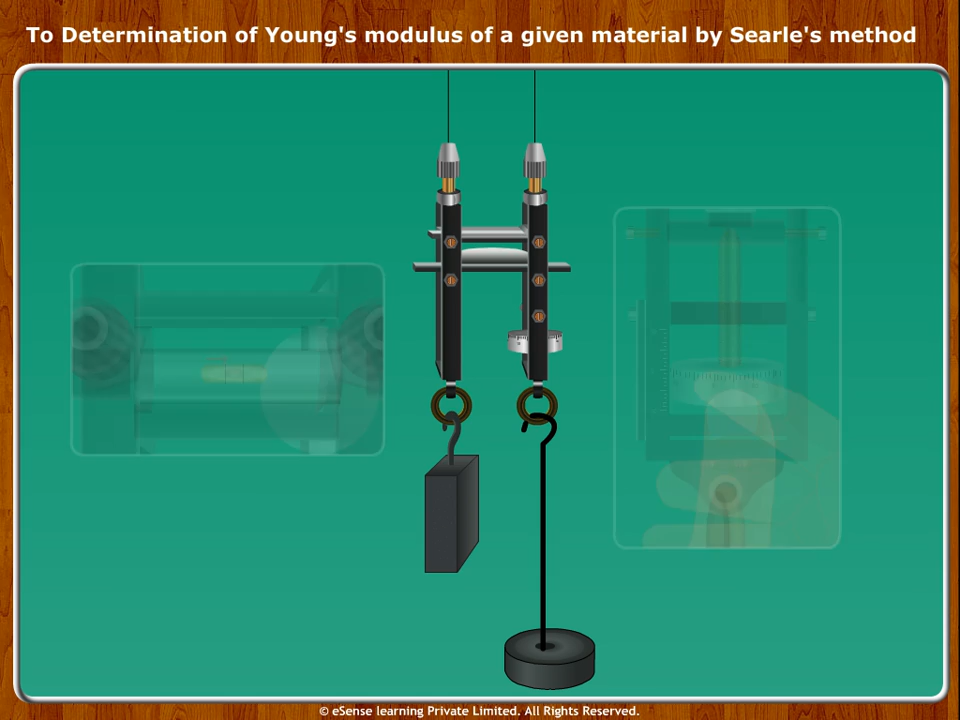 To Determination of Young's modulus of a given material by Searle's method
© eSense learning Private Limited. All Rights Reserved.